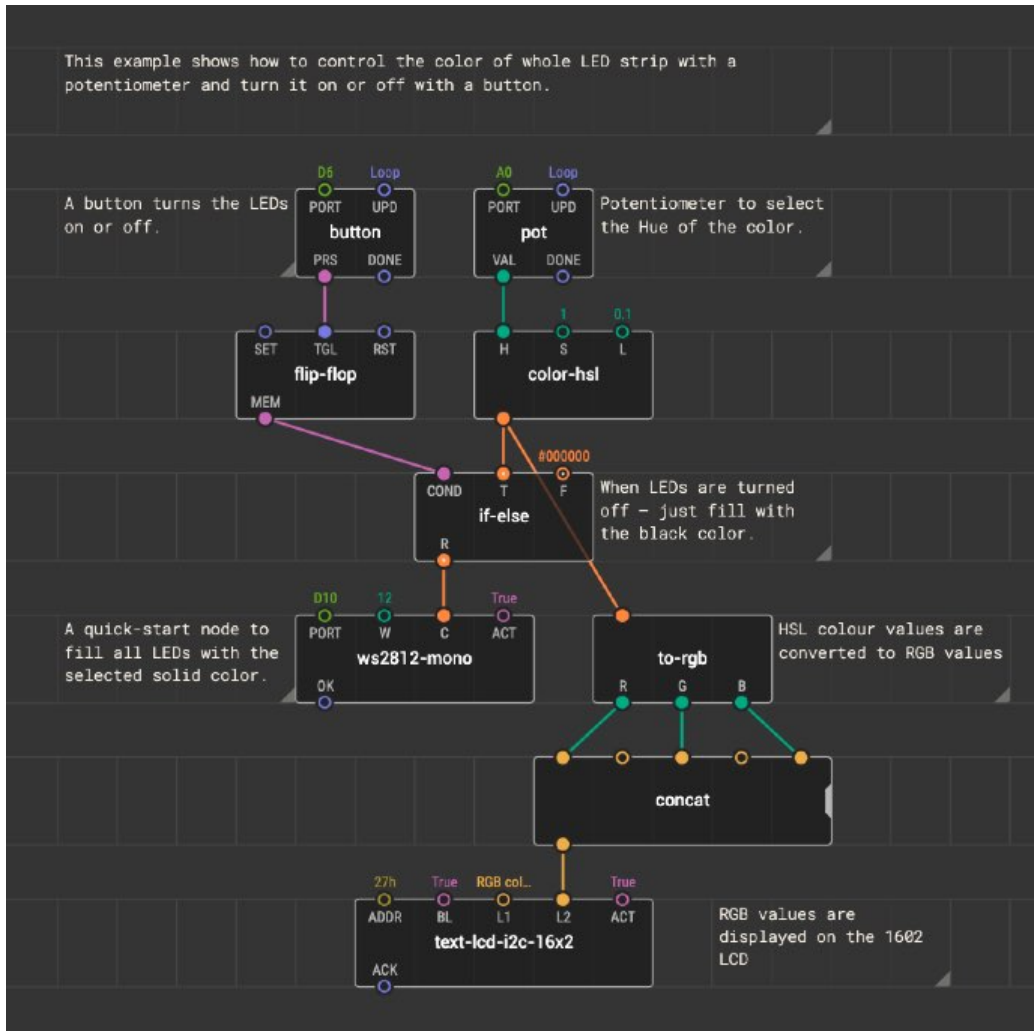 This example shows how to control the color of whole LED strip with a
potentiometer and turn it on or off with a button.
A button turns the LEDs
on or off.
D6 Loop
PORT UPD
button
PRS DONE
A0 Loop
PORT UPD
pot
VAL DONE
Potentiometer to select
the Hue of the color.
SET TGL RST
flip-flop
MEM
1 0.1
H S L
color-hsl
#000000
COND T F
if-else
R
When LEDs are turned
off – just fill with
the black color.
A quick-start node to
fill all LEDs with the
selected solid color.
D10 12 True
PORT W C ACT
ws2812-mono
OK
to-rgb
R G B
HSL colour values are
converted to RGB values
concat
27h True RGB col… True
ADDR BL L1 L2 ACT
text-lcd-i2c-16x2
ACK
RGB values are
displayed on the 1602
LCD